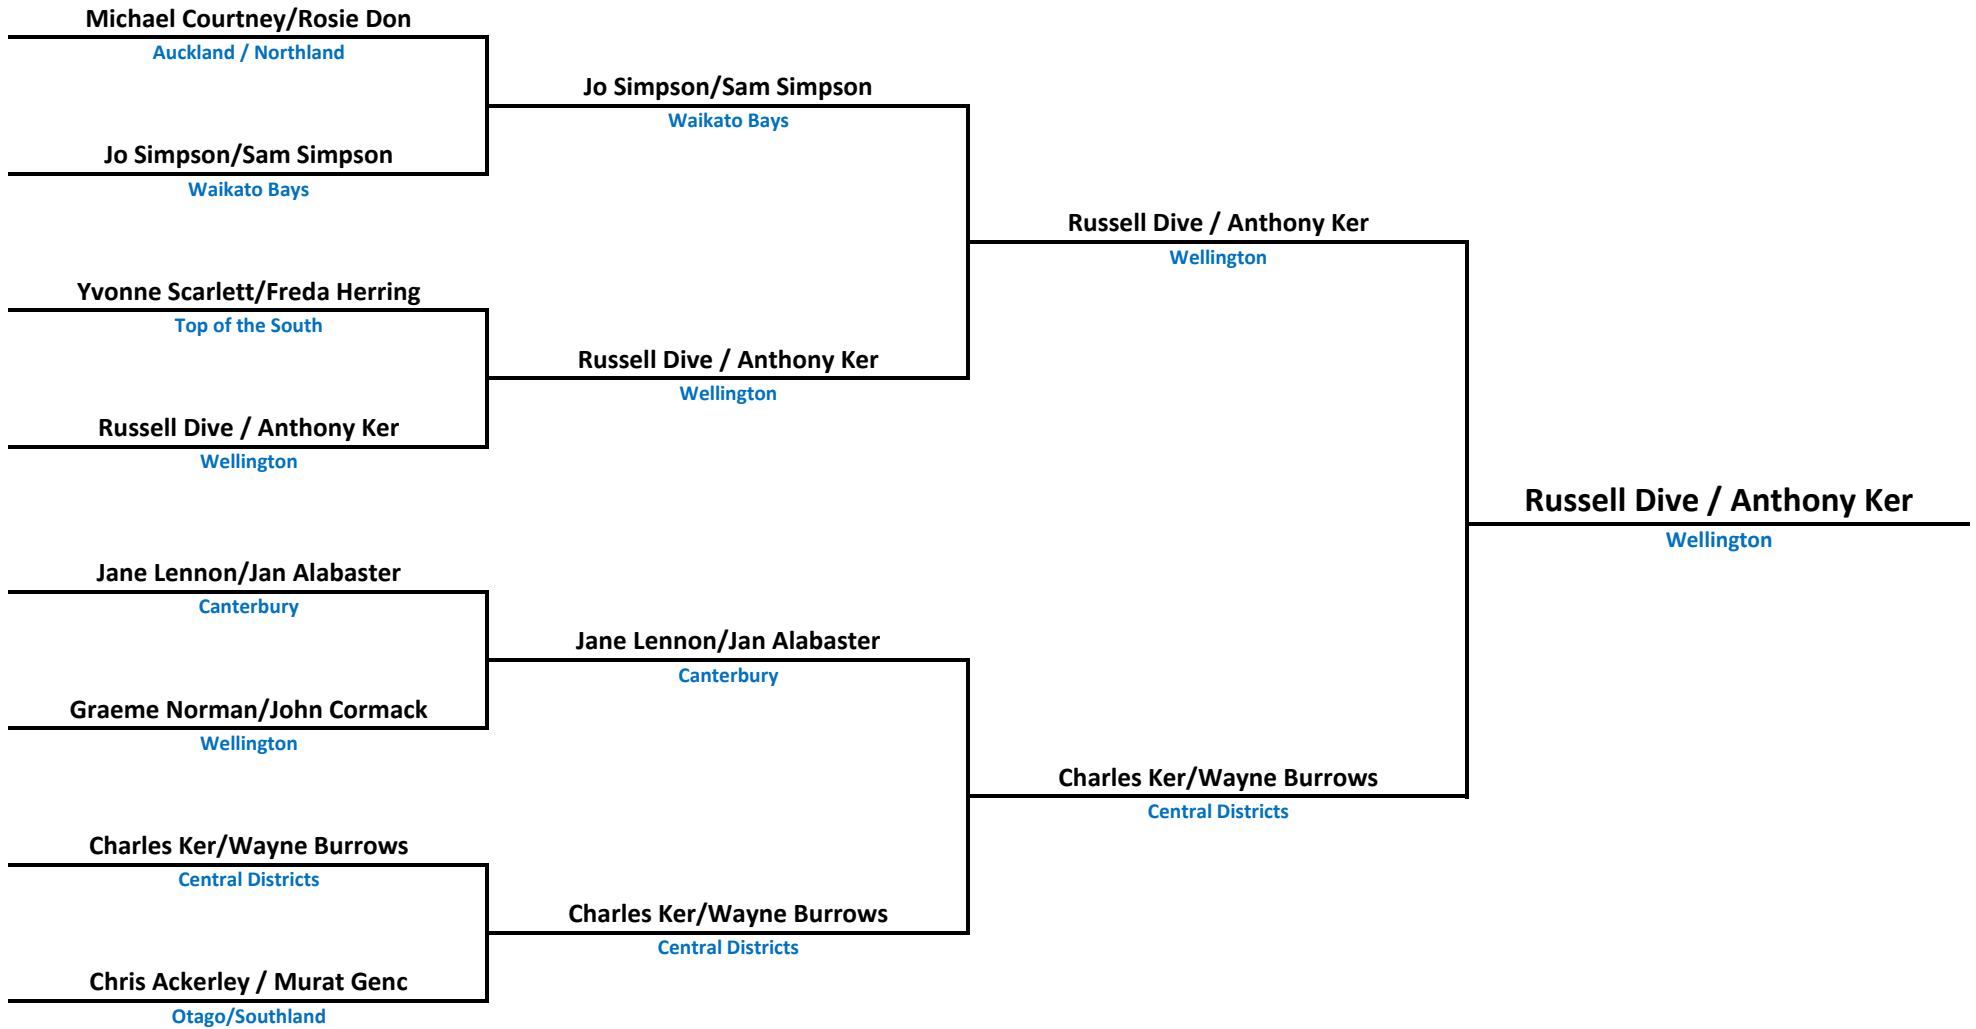 Michael Courtney/Rosie Don
Auckland / Northland
Jo Simpson/Sam Simpson
Waikato Bays
Yvonne Scarlett/Freda Herring
Top of the South
Russell Dive / Anthony Ker
Wellington
Jane Lennon/Jan Alabaster
Canterbury
Graeme Norman/John Cormack
Wellington
Charles Ker/Wayne Burrows
Central Districts
Chris Ackerley / Murat Genc
Otago/Southland
Jo Simpson/Sam Simpson
Waikato Bays
Russell Dive / Anthony Ker
Wellington
Jane Lennon/Jan Alabaster
Canterbury
Charles Ker/Wayne Burrows
Central Districts
Russell Dive / Anthony Ker
Wellington
Charles Ker/Wayne Burrows
Central Districts
Russell Dive / Anthony Ker
Wellington